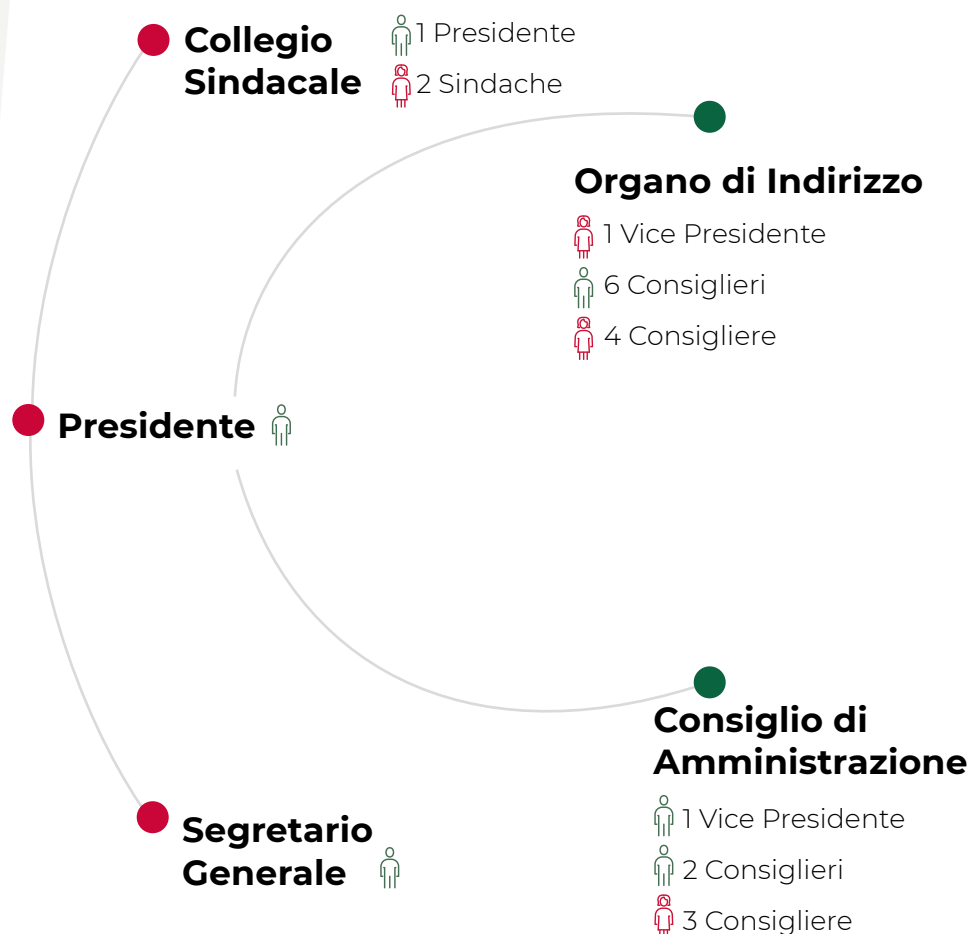 Collegio
Sindacale
1 Presidente
2 Sindache
Organo di Indirizzo
1 Vice Presidente
6 Consiglieri
4 Consigliere
Presidente
Consiglio di
Amministrazione
1 Vice Presidente
2 Consiglieri
3 Consigliere
Segretario
Generale